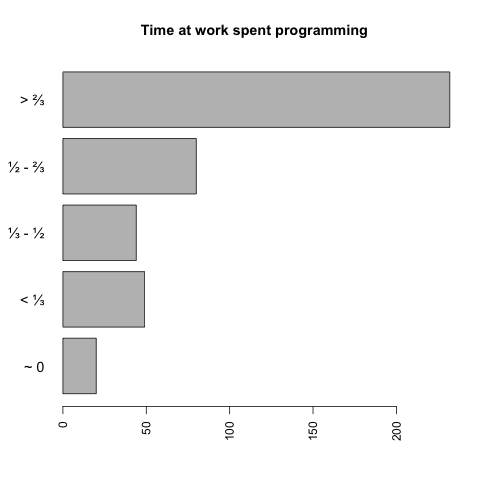 Time at work spent programming
> ⅔
½ - ⅔
⅓ - ½
< ⅓
~ 0
0 50 100 150 200